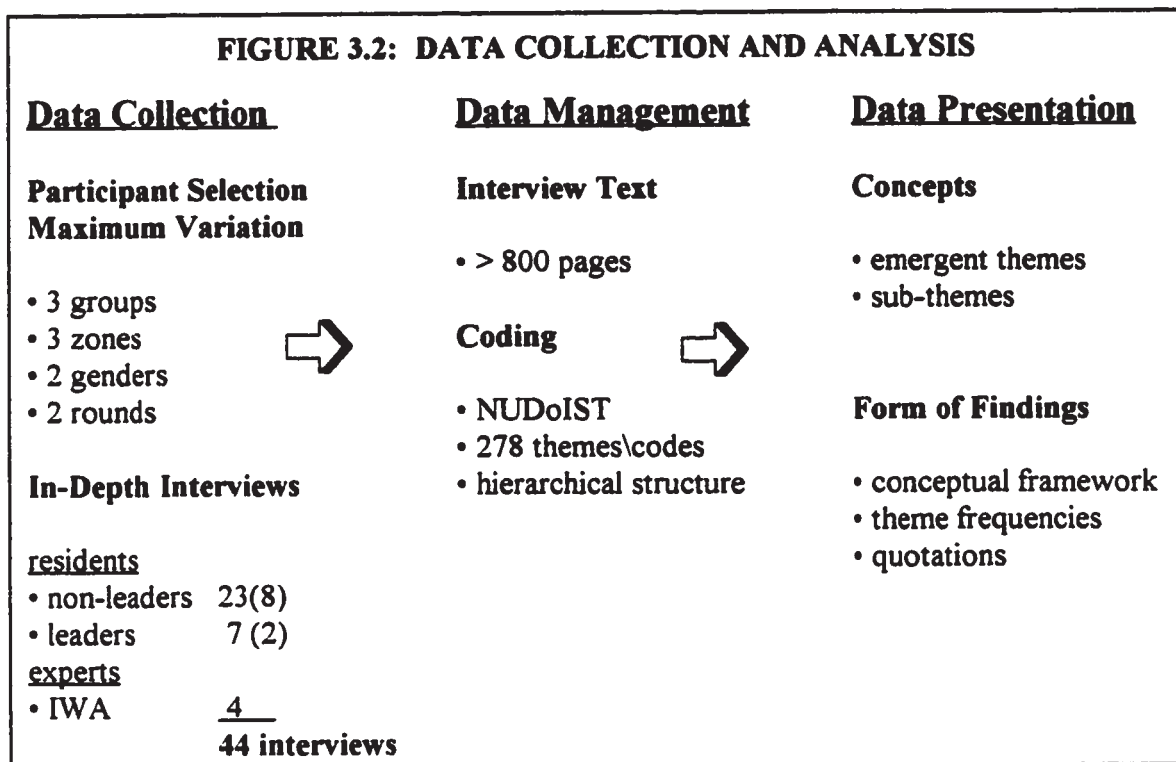 FIGURE 3.2: DATA COLLECTION AND ANALYSIS
Data Collection
Participant Selection
Maximum Variation
• 3 groups
• 3 zones
• 2 genders
• 2 rounds
In-Depth Interviews
residents
• non-leaders 23(8)
• leaders 7 (2)
experts
• IWA 4
44 interviews
Data Management
Interview Text
• > 800 pages
Coding
• NUDoIST
• 278 themes\codes
• hierarchical structure
Data Presentation
Concepts
• emergent themes
• sub-themes
Form of Findings
• conceptual framework
• theme frequencies
• quotations